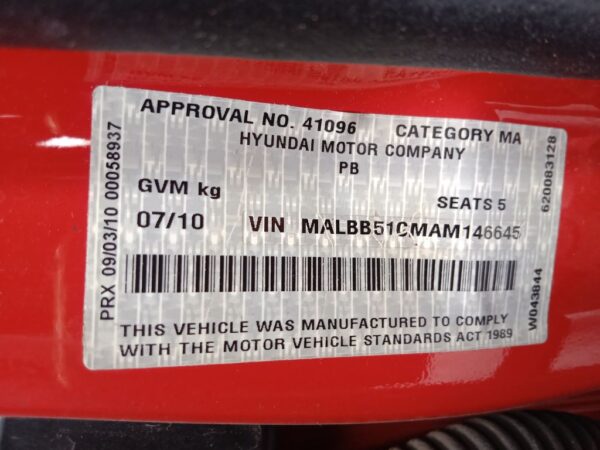 APPROVAL NO. 41096 CATEGORY MA
HYUNDAI MOTOR COMPANY
PB
GVM kg SEATS 5
07/10 VIN MALBB51CMAM146645
THIS VEHICLE WAS MANUFACTURED TO COMPLY
WITH THE MOTOR VEHICLE STANDARDS ACT 1989
PRX 09/03/10 00058937
620083128
W043844